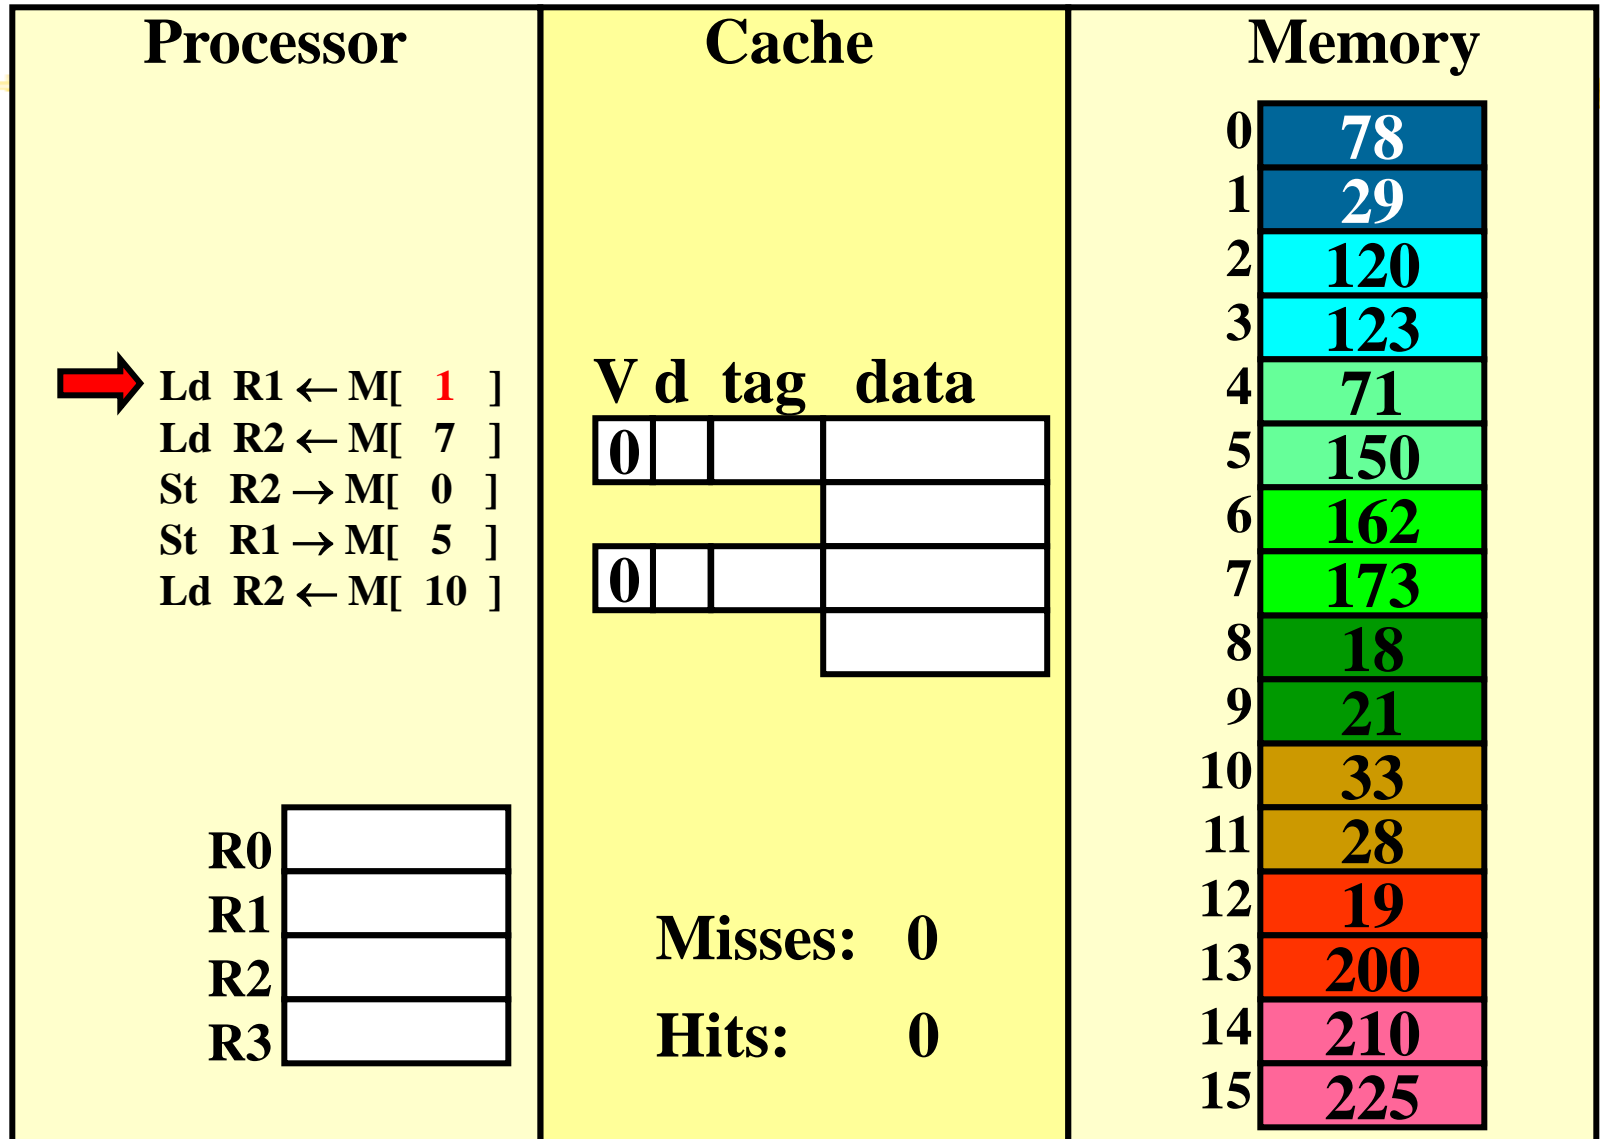 Processor
Ld R1 ← M[ 1 ]
Ld R2 ← M[ 7 ]
St R2 → M[ 0 ]
St R1 → M[ 5 ]
Ld R2 ← M[ 10 ]
R0
R1
R2
R3
Cache
V d tag data
0
0
Misses: 0
Hits: 0
Memory
0 78
1 29
2 120
3 123
4 71
5 150
6 162
7 173
8 18
9 21
10 33
11 28
12 19
13 200
14 210
15 225